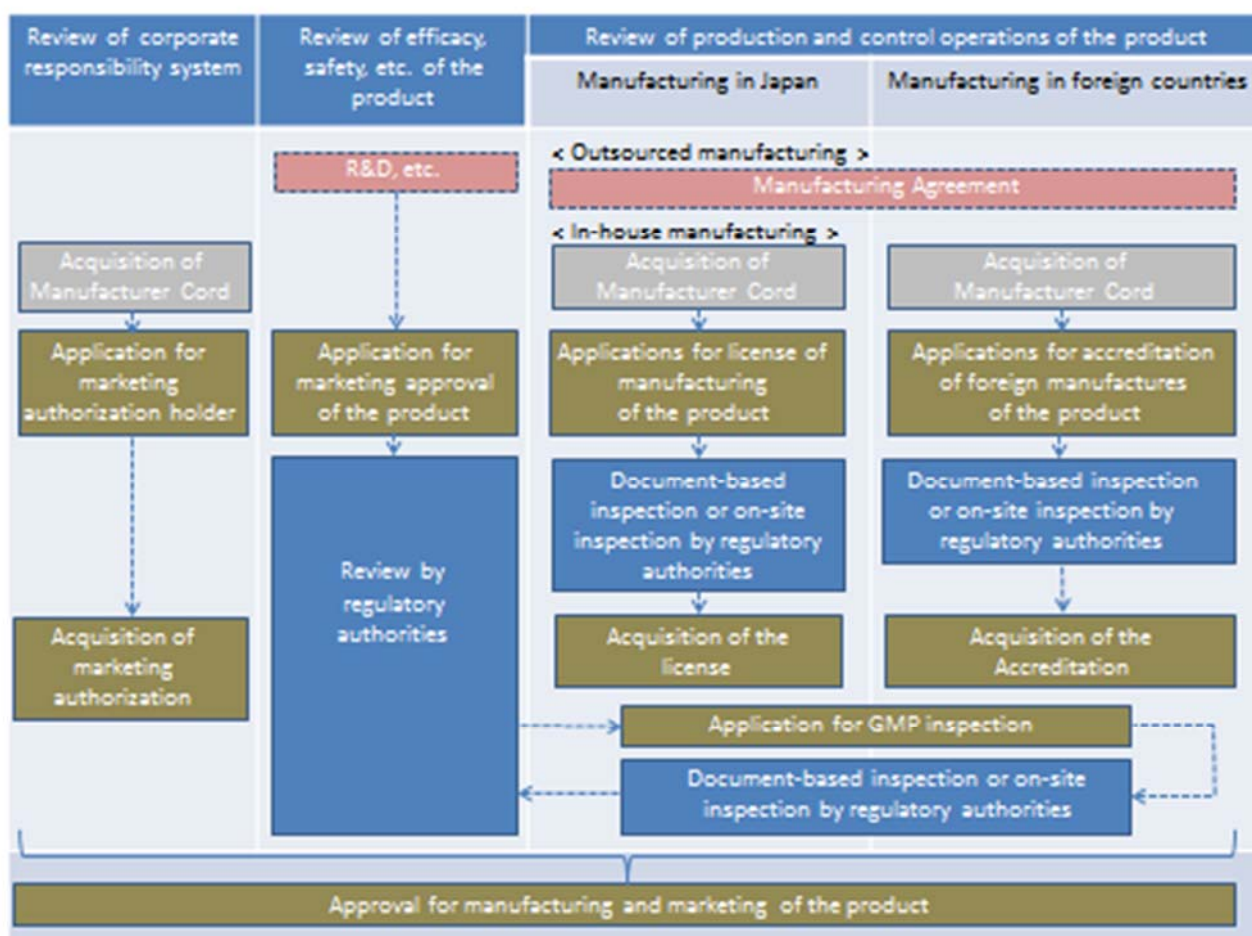 Review of corporate
responsibility system
Review of efficacy,
safety, etc. of the
product
Review of production and control operations of the product
Manufacturing in Japan
Manufacturing in foreign countries
R&D, etc.
< Outsourced manufacturing >
Manufacturing Agreement
< In-house manufacturing >
Acquisition of
Manufacturer Cord
Acquisition of
Manufacturer Cord
Acquisition of
Manufacturer Cord
Application for
marketing
authorization holder
Application for
marketing approval
of the product
Applications for license of
manufacturing
of the product
Applications for accreditation
of foreign manufactures
of the product
Document-based
inspection or on-site
inspection by regulatory
authorities
Document-based inspection
or on-site inspection by
regulatory authorities
Review by
regulatory
authorities
Acquisition of
marketing
authorization
Acquisition of the
license
Acquisition of the
Accreditation
Application for GMP inspection
Document-based inspection or on-site
inspection by regulatory authorities
Approval for manufacturing and marketing of the product